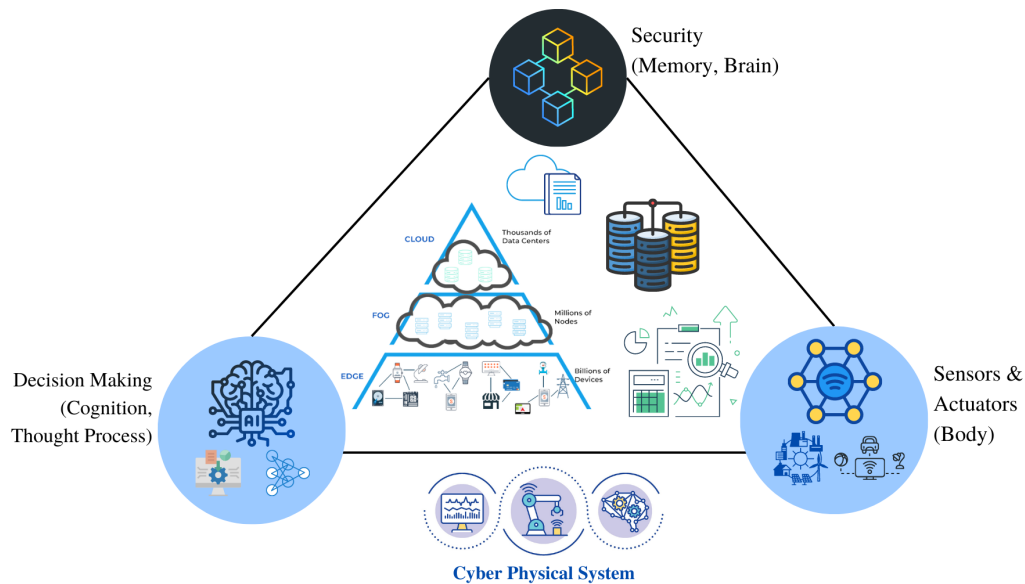 Security
(Memory, Brain)
CLOUD
Thousands of
Data Centers
FOG
Millions of
Nodes
EDGE
Billions of
Devices
Decision Making
(Cognition,
Thought Process)
AI
Sensors &
Actuators
(Body)
Cyber Physical System